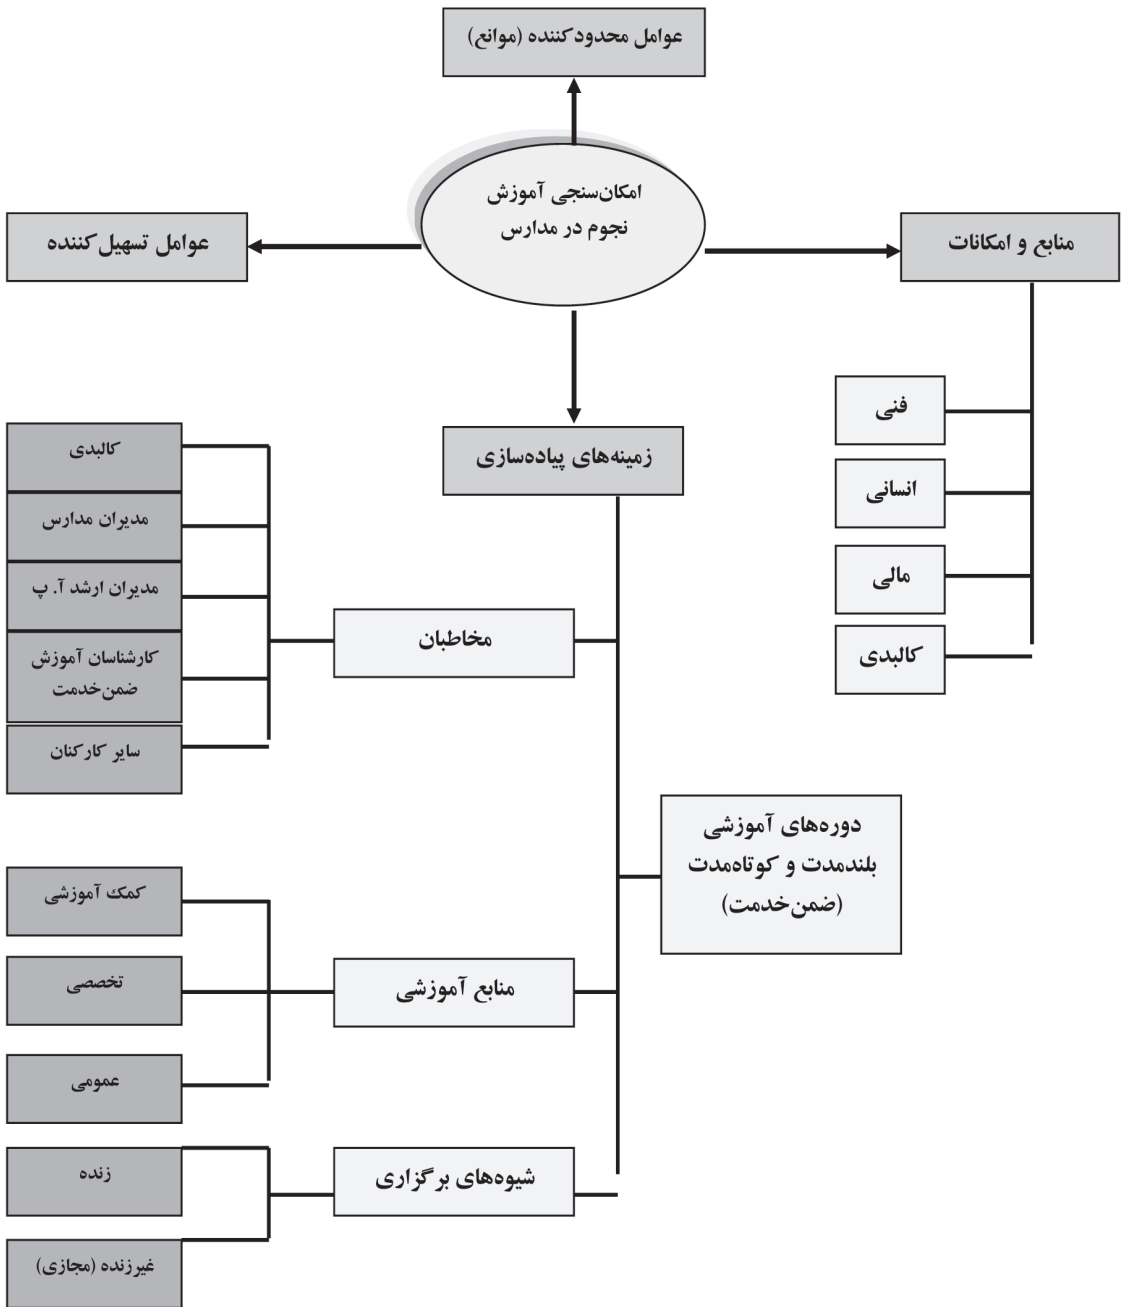 عوامل محدودکننده (موانع)
امکان‌سنجی آموزش
نجوم در مدارس
منابع و امکانات
عوامل تسهیل‌کننده
فنی
انسانی
مالی
کالبدی
زمینه‌های پیاده‌سازی
مخاطبان
کالبدی
مدیران مدارس
مدیران ارشد آ. پ
کارشناسان آموزش
ضمن‌خدمت
سایر کارکنان
دوره‌های آموزشی
بلندمدت و کوتاه‌مدت
(ضمن‌خدمت)
منابع آموزشی
کمک آموزشی
تخصصی
عمومی
شیوه‌های برگزاری
زنده
غیرزنده (مجازی)